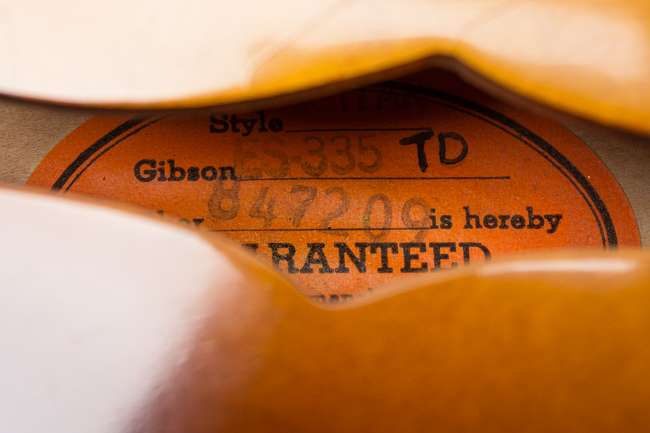 Style
Gibson ES-335 TD
847209 is hereby
RANTEED